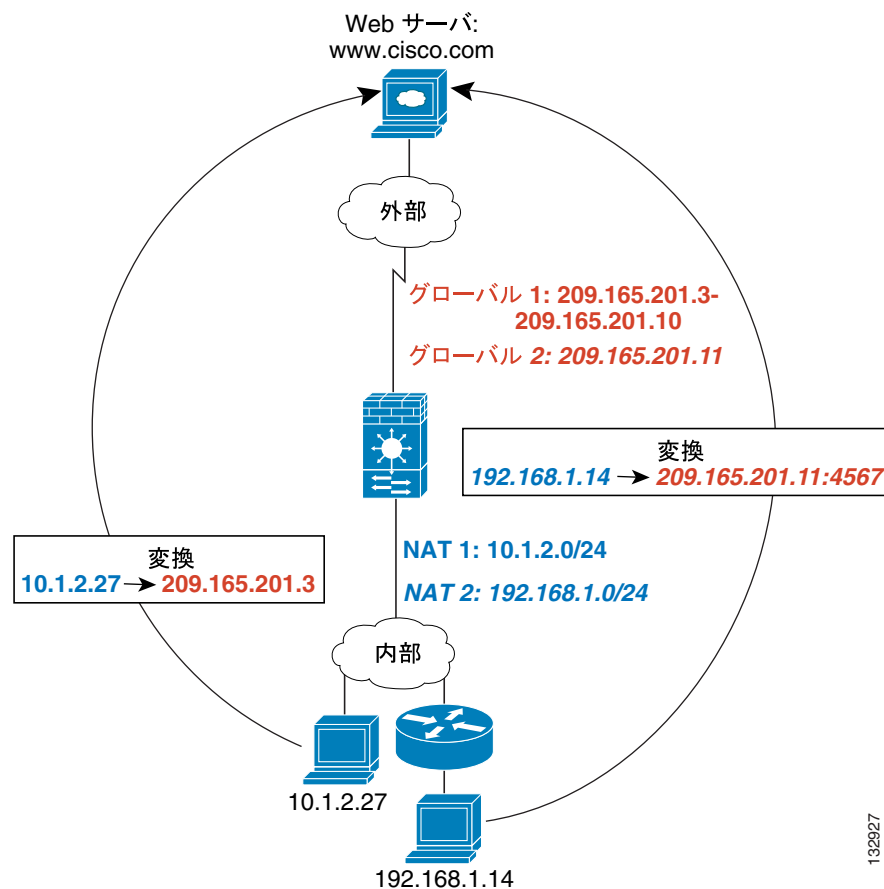 Web サーバ:
www.cisco.com
外部
グローバル 1: 209.165.201.3-
209.165.201.10
グローバル 2: 209.165.201.11
変換
192.168.1.14 → 209.165.201.11:4567
変換
10.1.2.27 → 209.165.201.3
NAT 1: 10.1.2.0/24
NAT 2: 192.168.1.0/24
内部
10.1.2.27
192.168.1.14
132927